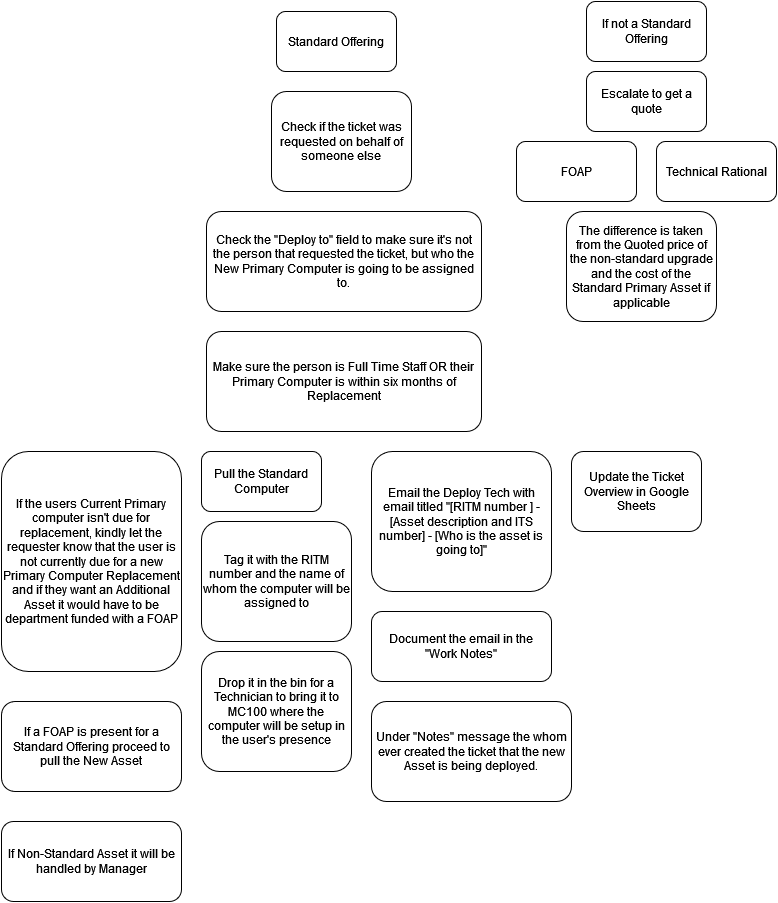 Standard Offering
If not a Standard
Offering
Escalate to get a
quote
Check if the ticket was
requested on behalf of
someone else
FOAP
Technical Rational
Check the "Deploy to" field to make sure it's not
the person that requested the ticket, but who the
New Primary Computer is going to be assigned
to.
The difference is taken
from the Quoted price of
the non-standard upgrade
and the cost of the
Standard Primary Asset if
applicable
Make sure the person is Full Time Staff OR their
Primary Computer is within six months of
Replacement
If the users Current Primary
computer isn't due for
replacement, kindly let the
requester know that the user is
not currently due for a new
Primary Computer Replacement
and if they want an Additional
Asset it would have to be
department funded with a FOAP
Pull the Standard
Computer
Tag it with the RITM
number and the name of
whom the computer will be
assigned to
Drop it in the bin for a
Technician to bring it to
MC100 where the
computer will be setup in
the user's presence
Email the Deploy Tech with
email titled "[RITM number ] -
[Asset description and ITS
number] - [Who is the asset is
going to]"
Document the email in the
"Work Notes"
Under "Notes" message the whom
ever created the ticket that the new
Asset is being deployed.
Update the Ticket
Overview in Google
Sheets
If a FOAP is present for a
Standard Offering proceed to
pull the New Asset
If Non-Standard Asset it will be
handled by Manager